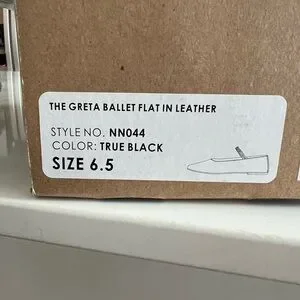 THE GRETA BALLET FLAT IN LEATHER
STYLE NO. NN044
COLOR: TRUE BLACK
SIZE 6.5